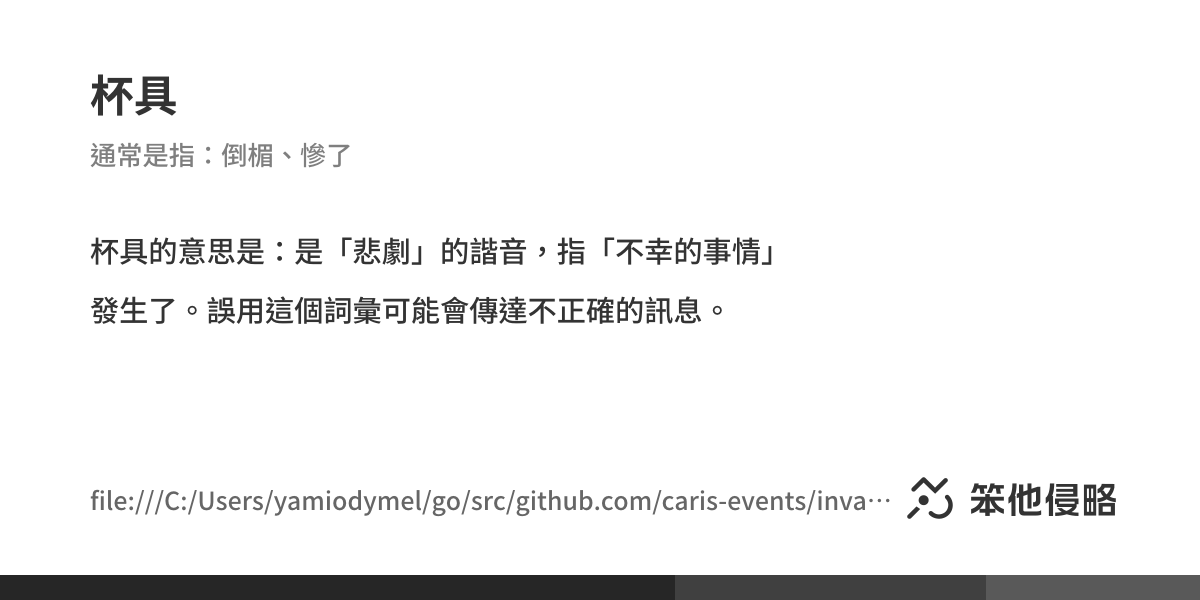 杯具
通常是指：倒楣、慘了
杯具的意思是：是「悲劇」的諧音，指「不幸的事情」
發生了。誤用這個詞彙可能會傳達不正確的訊息。
file:///C:/Users/yamiodymel/go/src/github.com/caris-events/inva⋯
笨他侵略